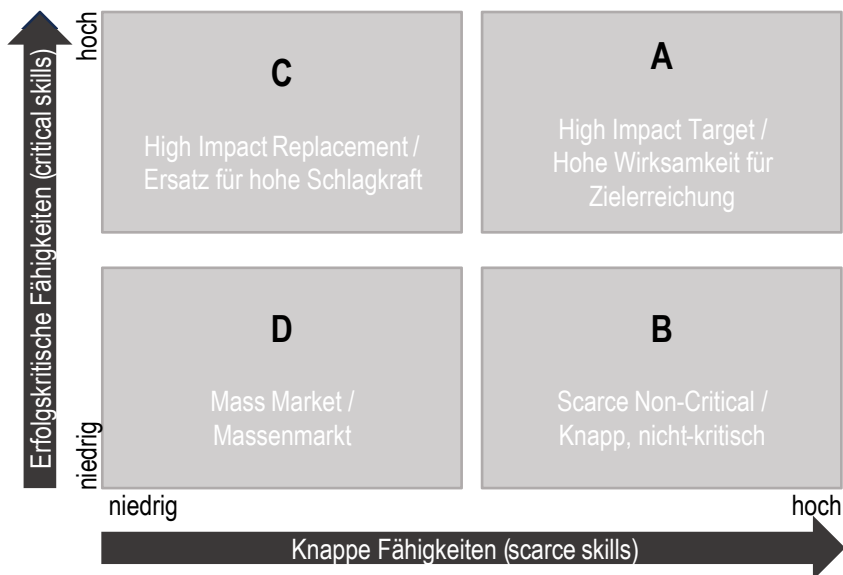 Erfolgskritische Fähigkeiten (critical skills)
hoch
niedrig
C
High Impact Replacement /
Ersatz für hohe Schlagkraft
A
High Impact Target /
Hohe Wirksamkeit für
Zielerreichung
D
Mass Market /
Massenmarkt
B
Scarce Non-Critical /
Knapp, nicht-kritisch
niedrig
hoch
Knappe Fähigkeiten (scarce skills)